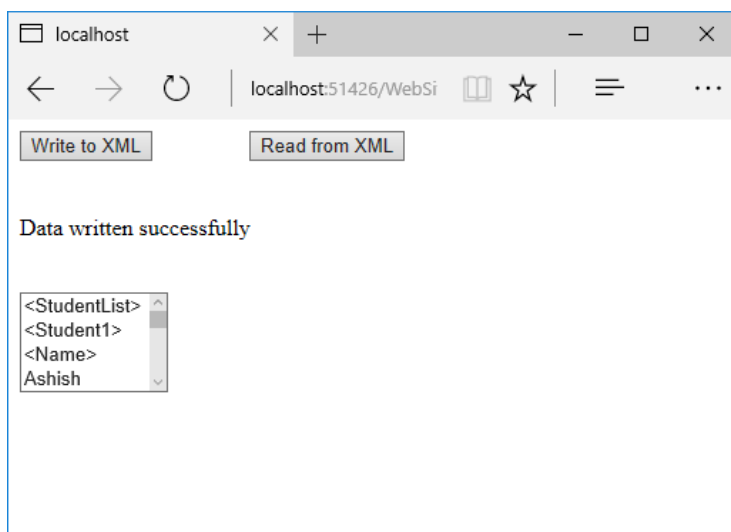 localhost
localhost:51426/WebSi
Write to XML Read from XML
Data written successfully
<StudentList>
<Student1>
<Name>
Ashish